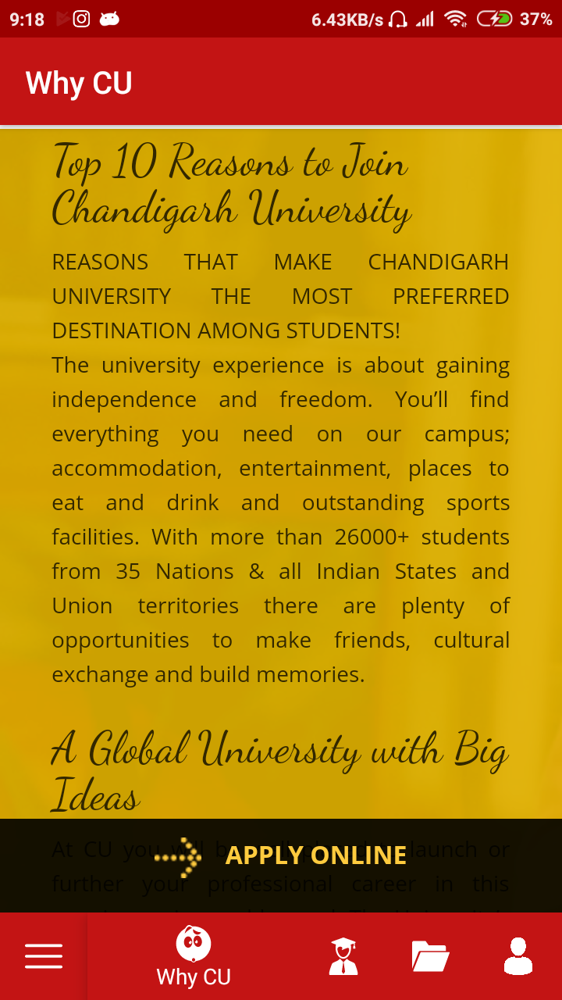 9:18
6.43KB/s
37%
Why CU
Top 10 Reasons to Join
Chandigarh University
REASONS THAT MAKE CHANDIGARH
UNIVERSITY THE MOST PREFERRED
DESTINATION AMONG STUDENTS!
The university experience is about gaining
independence and freedom. You’ll find
everything you need on our campus;
accommodation, entertainment, places to
eat and drink and outstanding sports
facilities. With more than 26000+ students
from 35 Nations & all Indian States and
Union territories there are plenty of
opportunities to make friends, cultural
exchange and build memories.
A Global University with Big
Ideas
At CU you will launch or
APPLY ONLINE
further your professional career in this
Why CU